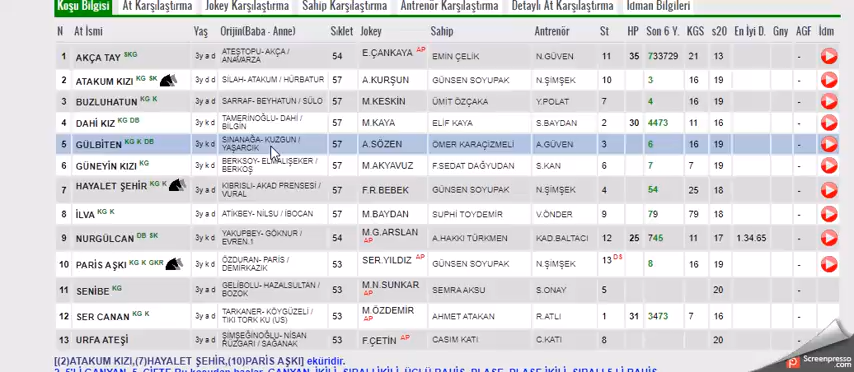 Koşu Bilgisi At Karşılaştırma Jokey Karşılaştırma Sahip Karşılaştırma Antrenör Karşılaştırma Detaylı At Karşılaştırma İdman Bilgileri
N At İsmi Yaş Orijin(Baba - Anne) Sıklet Jokey Sahip Antrenör St HP Son 6 Y. KGS s20 En İyi D. Gny AGF İdm
1 AKÇA TAY SKG 3y a d ATEŞTOPU- AKÇA / ANAVARZA 54 E.ÇANKAYA AP EMİN ÇELİK N.GÜVEN 11 35 733729 21 13 -
2 ATAKUM KIZI KG SK 3y d d SILAH- ATAKUM / HÜRBATUR 57 A.KURŞUN GÜNSEN SOYUPAK N.ŞİMŞEK 10 3 16 19 -
3 BUZLUHATUN KG K 3y a d SARRAF- BEYHATUN / SÜLO 57 M.KESKİN ÜMİT ÖZÇAKA Y.POLAT 7 4 16 19 -
4 DAHİ KIZ KG DB 3y k d TAMERİNOĞLU- DAHİ / BİLGİN 57 M.KAYA ELİF KAYA S.BAYDAN 2 30 4473 11 16 -
5 GÜLBİTEN KG K DB 3y k d SINANAĞA- KUZGUN / YAŞARCIK 57 A.SÖZEN ÖMER KARAÇİZMELİ A.GÜVEN 3 6 16 19 -
6 GÜNEYİN KIZI KG 3y k d BERKSOY- ELMALIŞEKER / BERKOŞ 57 M.AKYAVUZ F.SEDAT DAĞYUDAN S.KAN 6 7 7 19 -
7 HAYALET ŞEHİR KG K 3y a d KIBRISLI- AKAD PRENSESİ / VURAL 57 F.R.BEBEK GÜNSEN SOYUPAK N.ŞİMŞEK 4 54 25 18 -
8 İLVA KG K 3y a d ATİKBEY- NİLSU / İBOCAN 57 M.BAYDAN SUPHİ TOYDEMİR V.ÖNDER 9 79 79 18 -
9 NURGÜLCAN DB SK 3y k d YAKUPBEY- GÖKNUR / EVREN.1 54 M.G.ARSLAN AP A.HAKKI TÜRKMEN KAD.BALTACI 12 25 745 11 17 1.34.65 -
10 PARİS AŞKI KG K GKR 3y k d ÖZDURAN- PARİS / DEMİRKAZIK 53 SER.YILDIZ AP GÜNSEN SOYUPAK N.ŞİMŞEK 13 DS 8 16 19 -
11 SENİBE KG 3y a d GELİBOLU- HAZALSULTAN / BOZOK 53 M.N.SUNKAR AP SEMRA AKSU S.ONAY 5 20 -
12 SER CANAN KG K 3y k d TARKANER- KÖYGÜZELİ / TIKI TORK KU (US) 53 M.ÖZDEMİR AP AHMET ATAKAN R.ATLI 1 31 3473 7 16 -
13 URFA ATEŞİ 3y a d ŞİMŞEĞİNOĞLU- NİSAN RÜZGARI / SAĞANAK 53 F.ÇETİN AP CASIM KATI C.KATI 8 20 -
[(2)ATAKUM KIZI,(7)HAYALET ŞEHİR,(10)PARİS AŞKI] eküridir.
Screenpresso
.com